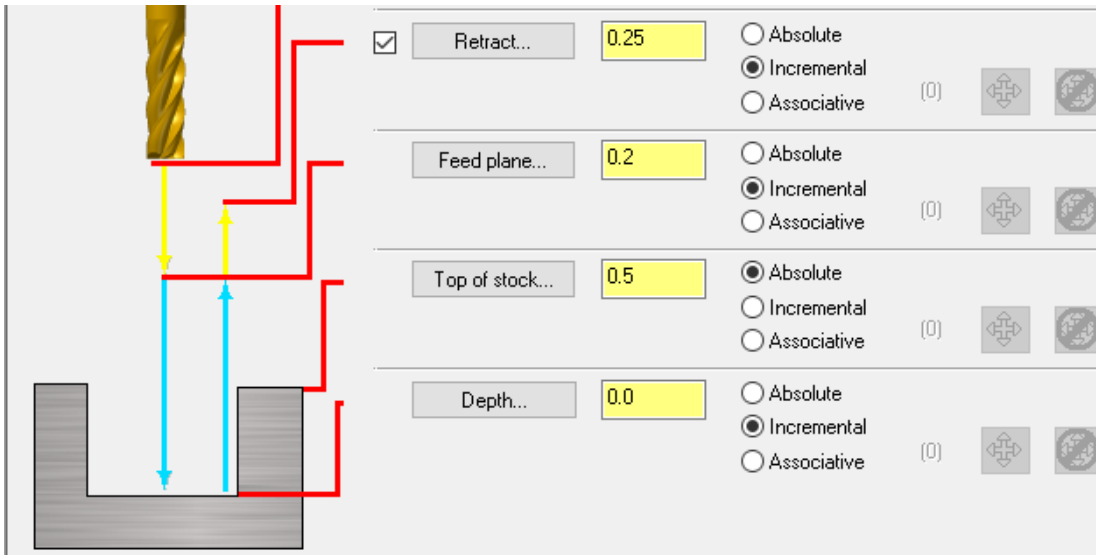 Retract... 0.25 Absolute
Incremental
Associative (0)
Feed plane... 0.2 Absolute
Incremental
Associative (0)
Top of stock... 0.5 Absolute
Incremental
Associative (0)
Depth... 0.0 Absolute
Incremental
Associative (0)